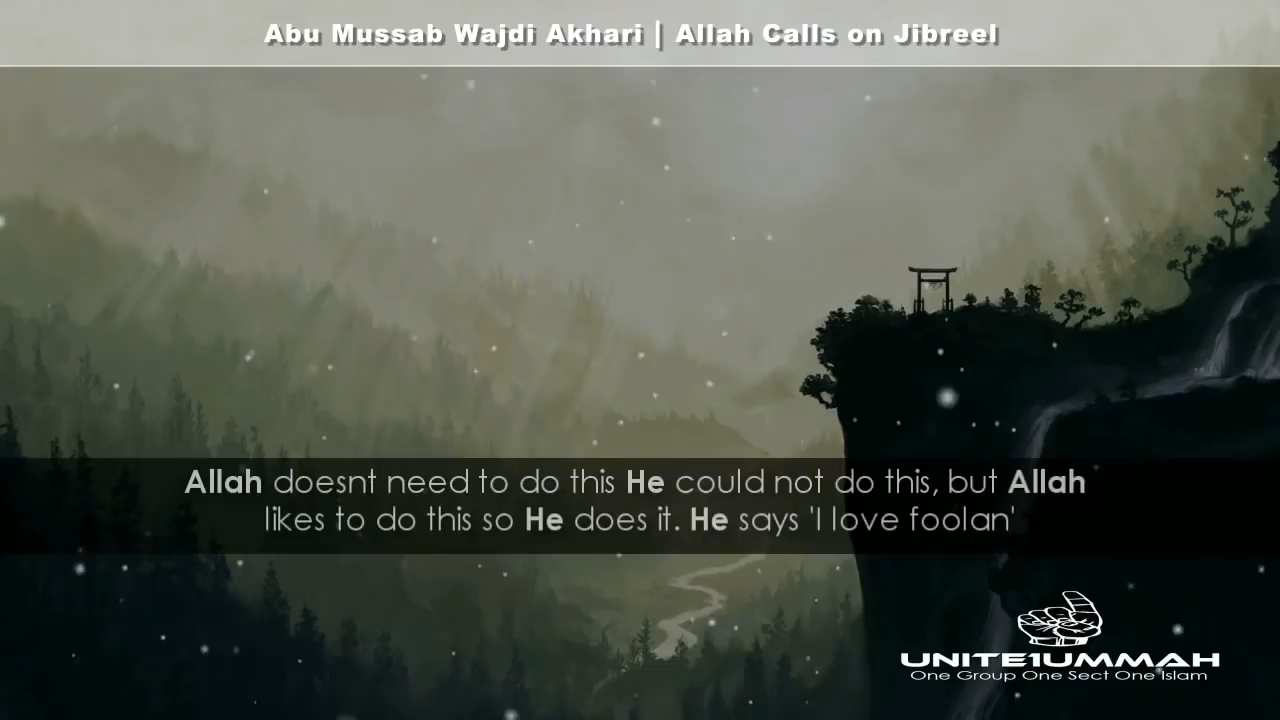 Abu Mussab Wajdi Akhari | Allah Calls on Jibreel
Allah doesnt need to do this He could not do this, but Allah
likes to do this so He does it. He says 'I love foolan'
UNITE1UMMAH
One Group One Sect One Islam